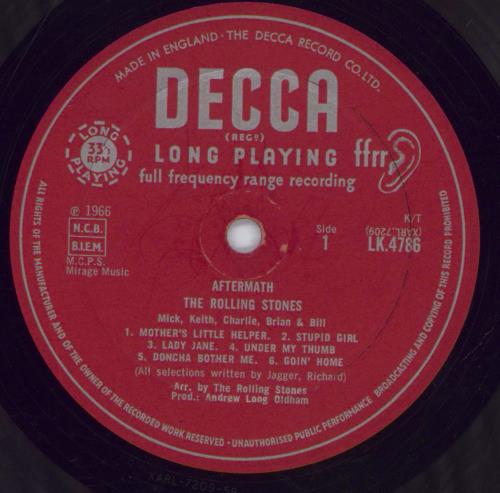 MADE IN ENGLAND · THE DECCA RECORD CO. LTD.
DECCA
(REGD)
LONG PLAYING ffrr
full frequency range recording
LONG PLAYING
33⅓
RPM
℗ 1966
N.C.B.
B.I.E.M.
M.C.P.S.
Mirage Music
Side
1
K/T
(XARL.7209)
LK.4786
AFTERMATH
THE ROLLING STONES
Mick, Keith, Charlie, Brian & Bill
1. MOTHER'S LITTLE HELPER. 2. STUPID GIRL
3. LADY JANE. 4. UNDER MY THUMB
5. DONCHA BOTHER ME. 6. GOIN' HOME
(All selections written by Jagger, Richard)
Arr. by The Rolling Stones
Prod.: Andrew Long Oldham
ALL RIGHTS OF THE MANUFACTURER AND OF THE OWNER OF THE RECORDED WORK RESERVED · UNAUTHORISED PUBLIC PERFORMANCE BROADCASTING AND COPYING OF THIS RECORD PROHIBITED